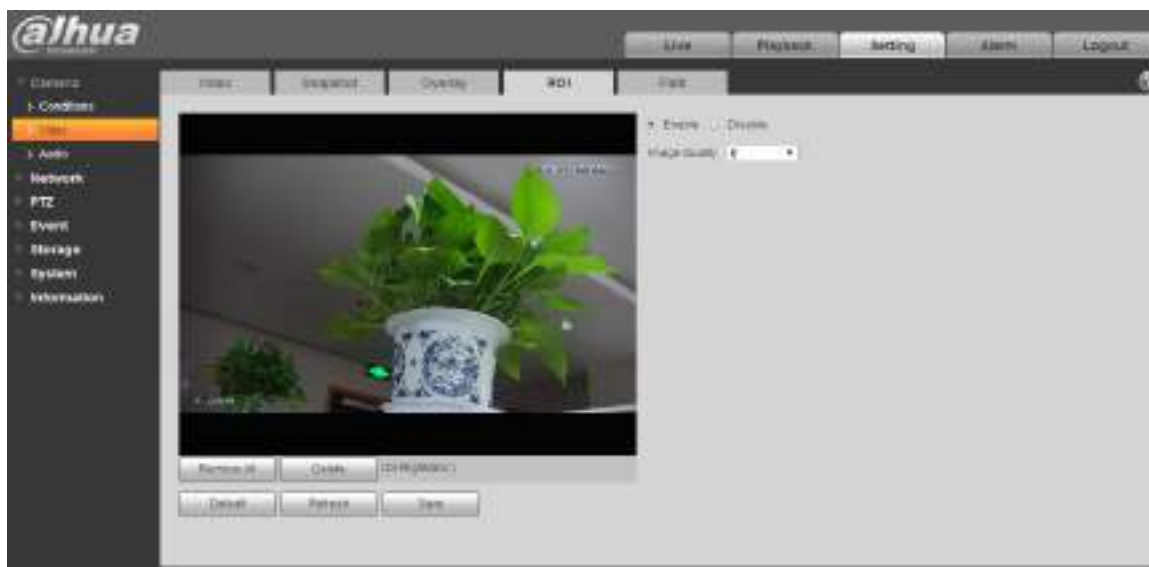 alhua
Live Playback Setting Alarm Logout
Camera
Video Snapshot Overlay ROI Path
Conditions
Video
Audio
Network
PTZ
Event
Storage
System
Information
Enable Disable
Image Quality 6
Remove All Delete
Default Refresh Save